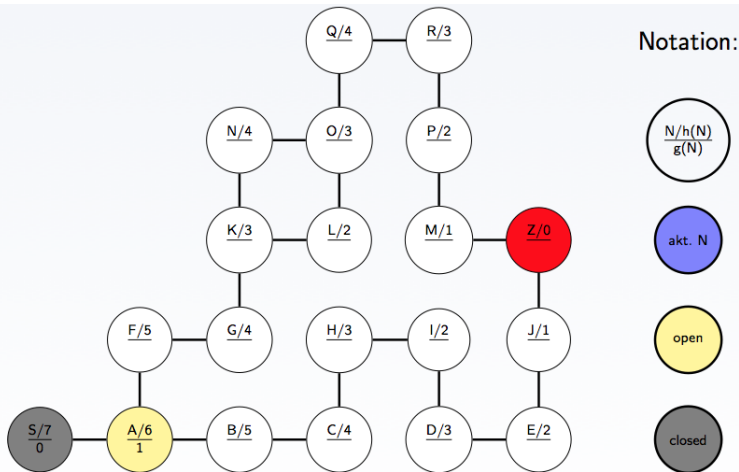 Q/4 R/3 Notation:
N/4 O/3 P/2 N/h(N)
g(N)
K/3 L/2 M/1 Z/0 akt. N
F/5 G/4 H/3 I/2 J/1 open
S/7 A/6 B/5 C/4 D/3 E/2 closed
0 1